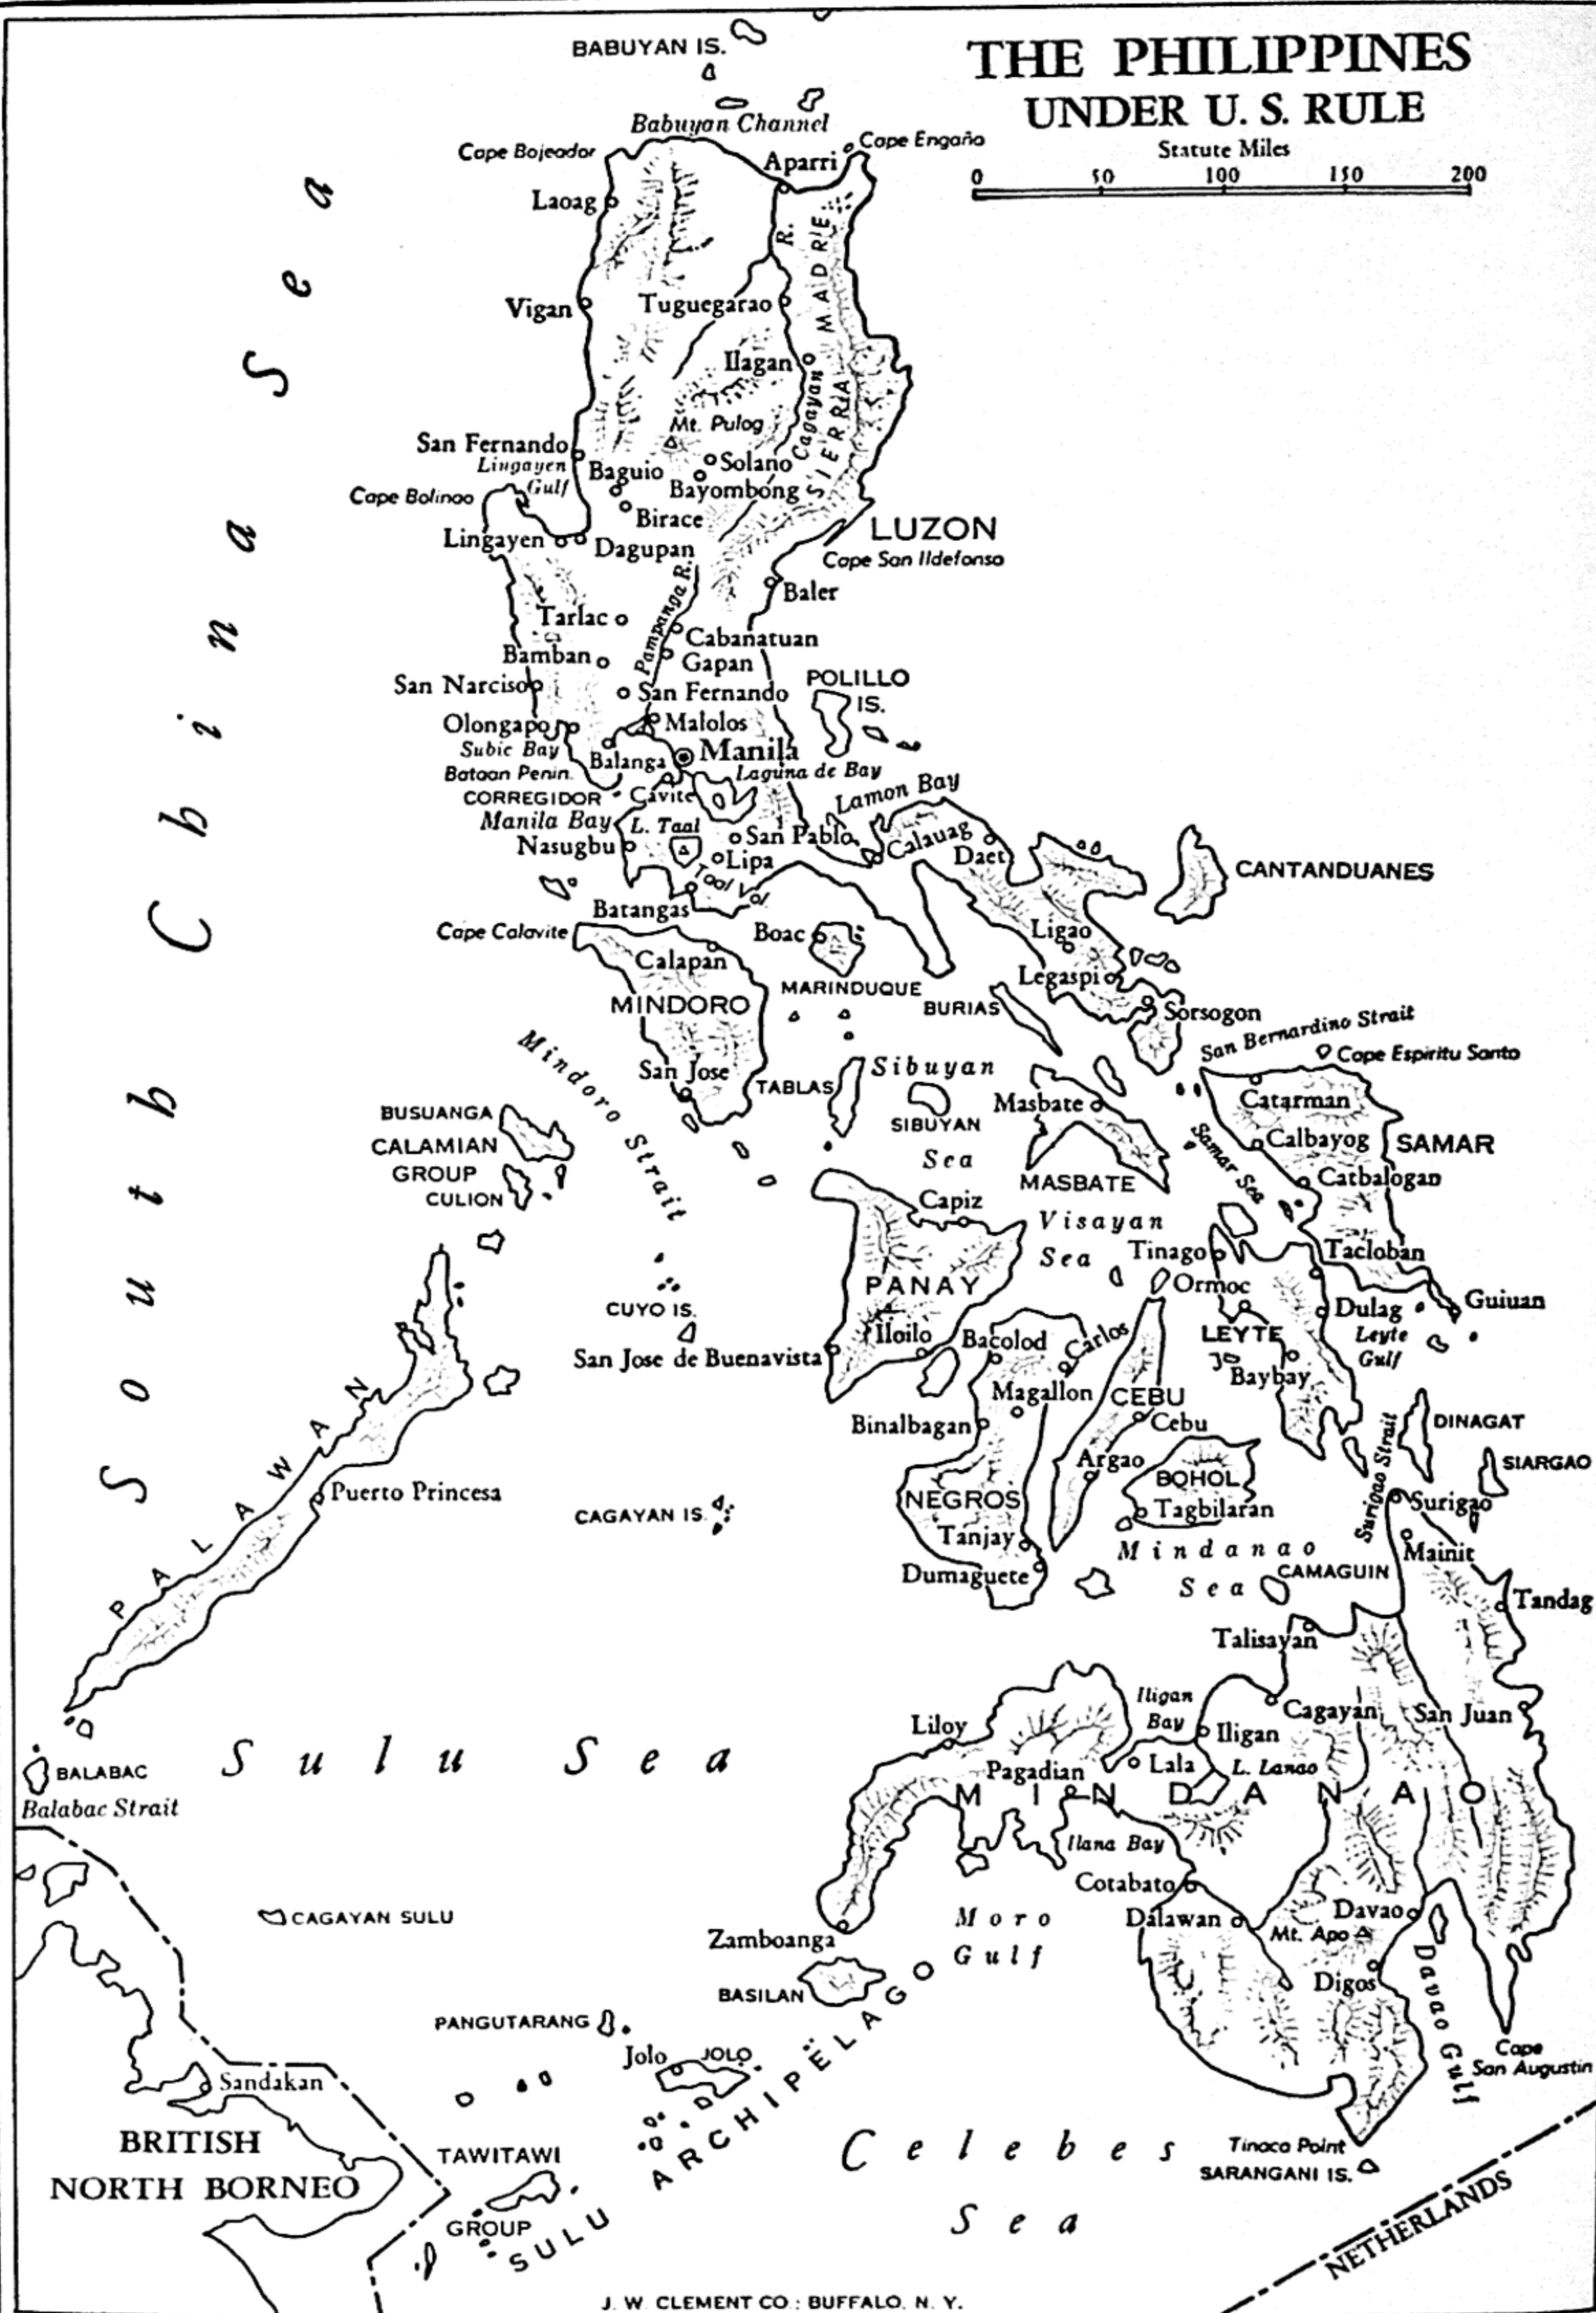 THE PHILIPPINES
UNDER U. S. RULE
Statute Miles
0 50 100 150 200
BABUYAN IS.
Babuyan Channel
Cape Bojeador
Cape Engaño
Aparri
Laoag
R.
Vigan
Tuguegarao
Ilagan
Cagayan
SIERRIA MADRIE
Mt. Pulog
San Fernando
Lingayen
Gulf
Baguio
Solano
Bayombong
Cape Bolinao
Birace
LUZON
Lingayen
Dagupan
Cape San Ildefonso
Pampanga R.
Baler
Tarlac
Cabanatuan
Bamban
Gapan
POLILLO
IS.
San Narciso
San Fernando
Olongapo
Malolos
Subic Bay
Balanga
Manila
Bataan Penin.
Laguna de Bay
CORREGIDOR
Cavite
Lamon Bay
Manila Bay
L. Taal
San Pablo
Calauag
Nasugbu
Lipa
Daet
CANTANDUANES
Taal Vol
Batangas
Cape Calavite
Boac
Ligao
Calapan
Legaspi
MARINDUQUE
MINDORO
BURIAS
Sorsogon
San Bernardino Strait
Cape Espiritu Santo
Mindoro Strait
San Jose
TABLAS
Sibuyan
SIBUYAN
Sea
Masbate
Catarman
BUSUANGA
CALAMIAN
GROUP
CULION
Calbayog
SAMAR
Samar Sea
Catbalogan
MASBATE
Capiz
Visayan
Sea
Tinago
Tacloban
PANAY
Ormoc
Guiuan
CUYO IS.
Dulag
Iloilo
Bacolod
Carlos
LEYTE
Leyte
Gulf
San Jose de Buenavista
Baybay
Magallon
CEBU
Binalbagan
Cebu
DINAGAT
PALAWAN
Argao
SIARGAO
BOHOL
Puerto Princesa
NEGROS
Surigao Strait
Surigao
CAGAYAN IS.
Tagbilaran
Tanjay
Mindanao
Sea
Mainit
Dumaguete
CAMAGUIN
Tandag
Talisayan
Iligan
Bay
Cagayan
San Juan
Liloy
Iligan
South China Sea
Sulu Sea
BALABAC
Balabac Strait
Pagadian
Lala
L. Lanao
MINDANAO
Ilana Bay
Cotabato
CAGAYAN SULU
Zamboanga
Moro
Gulf
Dalawan
Davao
Mt. Apo
BASILAN
Digos
Davao Gulf
PANGUTARANG
Jolo
JOLO
Cape
San Augustin
Sandakan
BRITISH
NORTH BORNEO
TAWITAWI
GROUP
SULU ARCHIPELAGO
Celebes
Sea
Tinaca Point
SARANGANI IS.
NETHERLANDS
J. W. CLEMENT CO.: BUFFALO, N. Y.